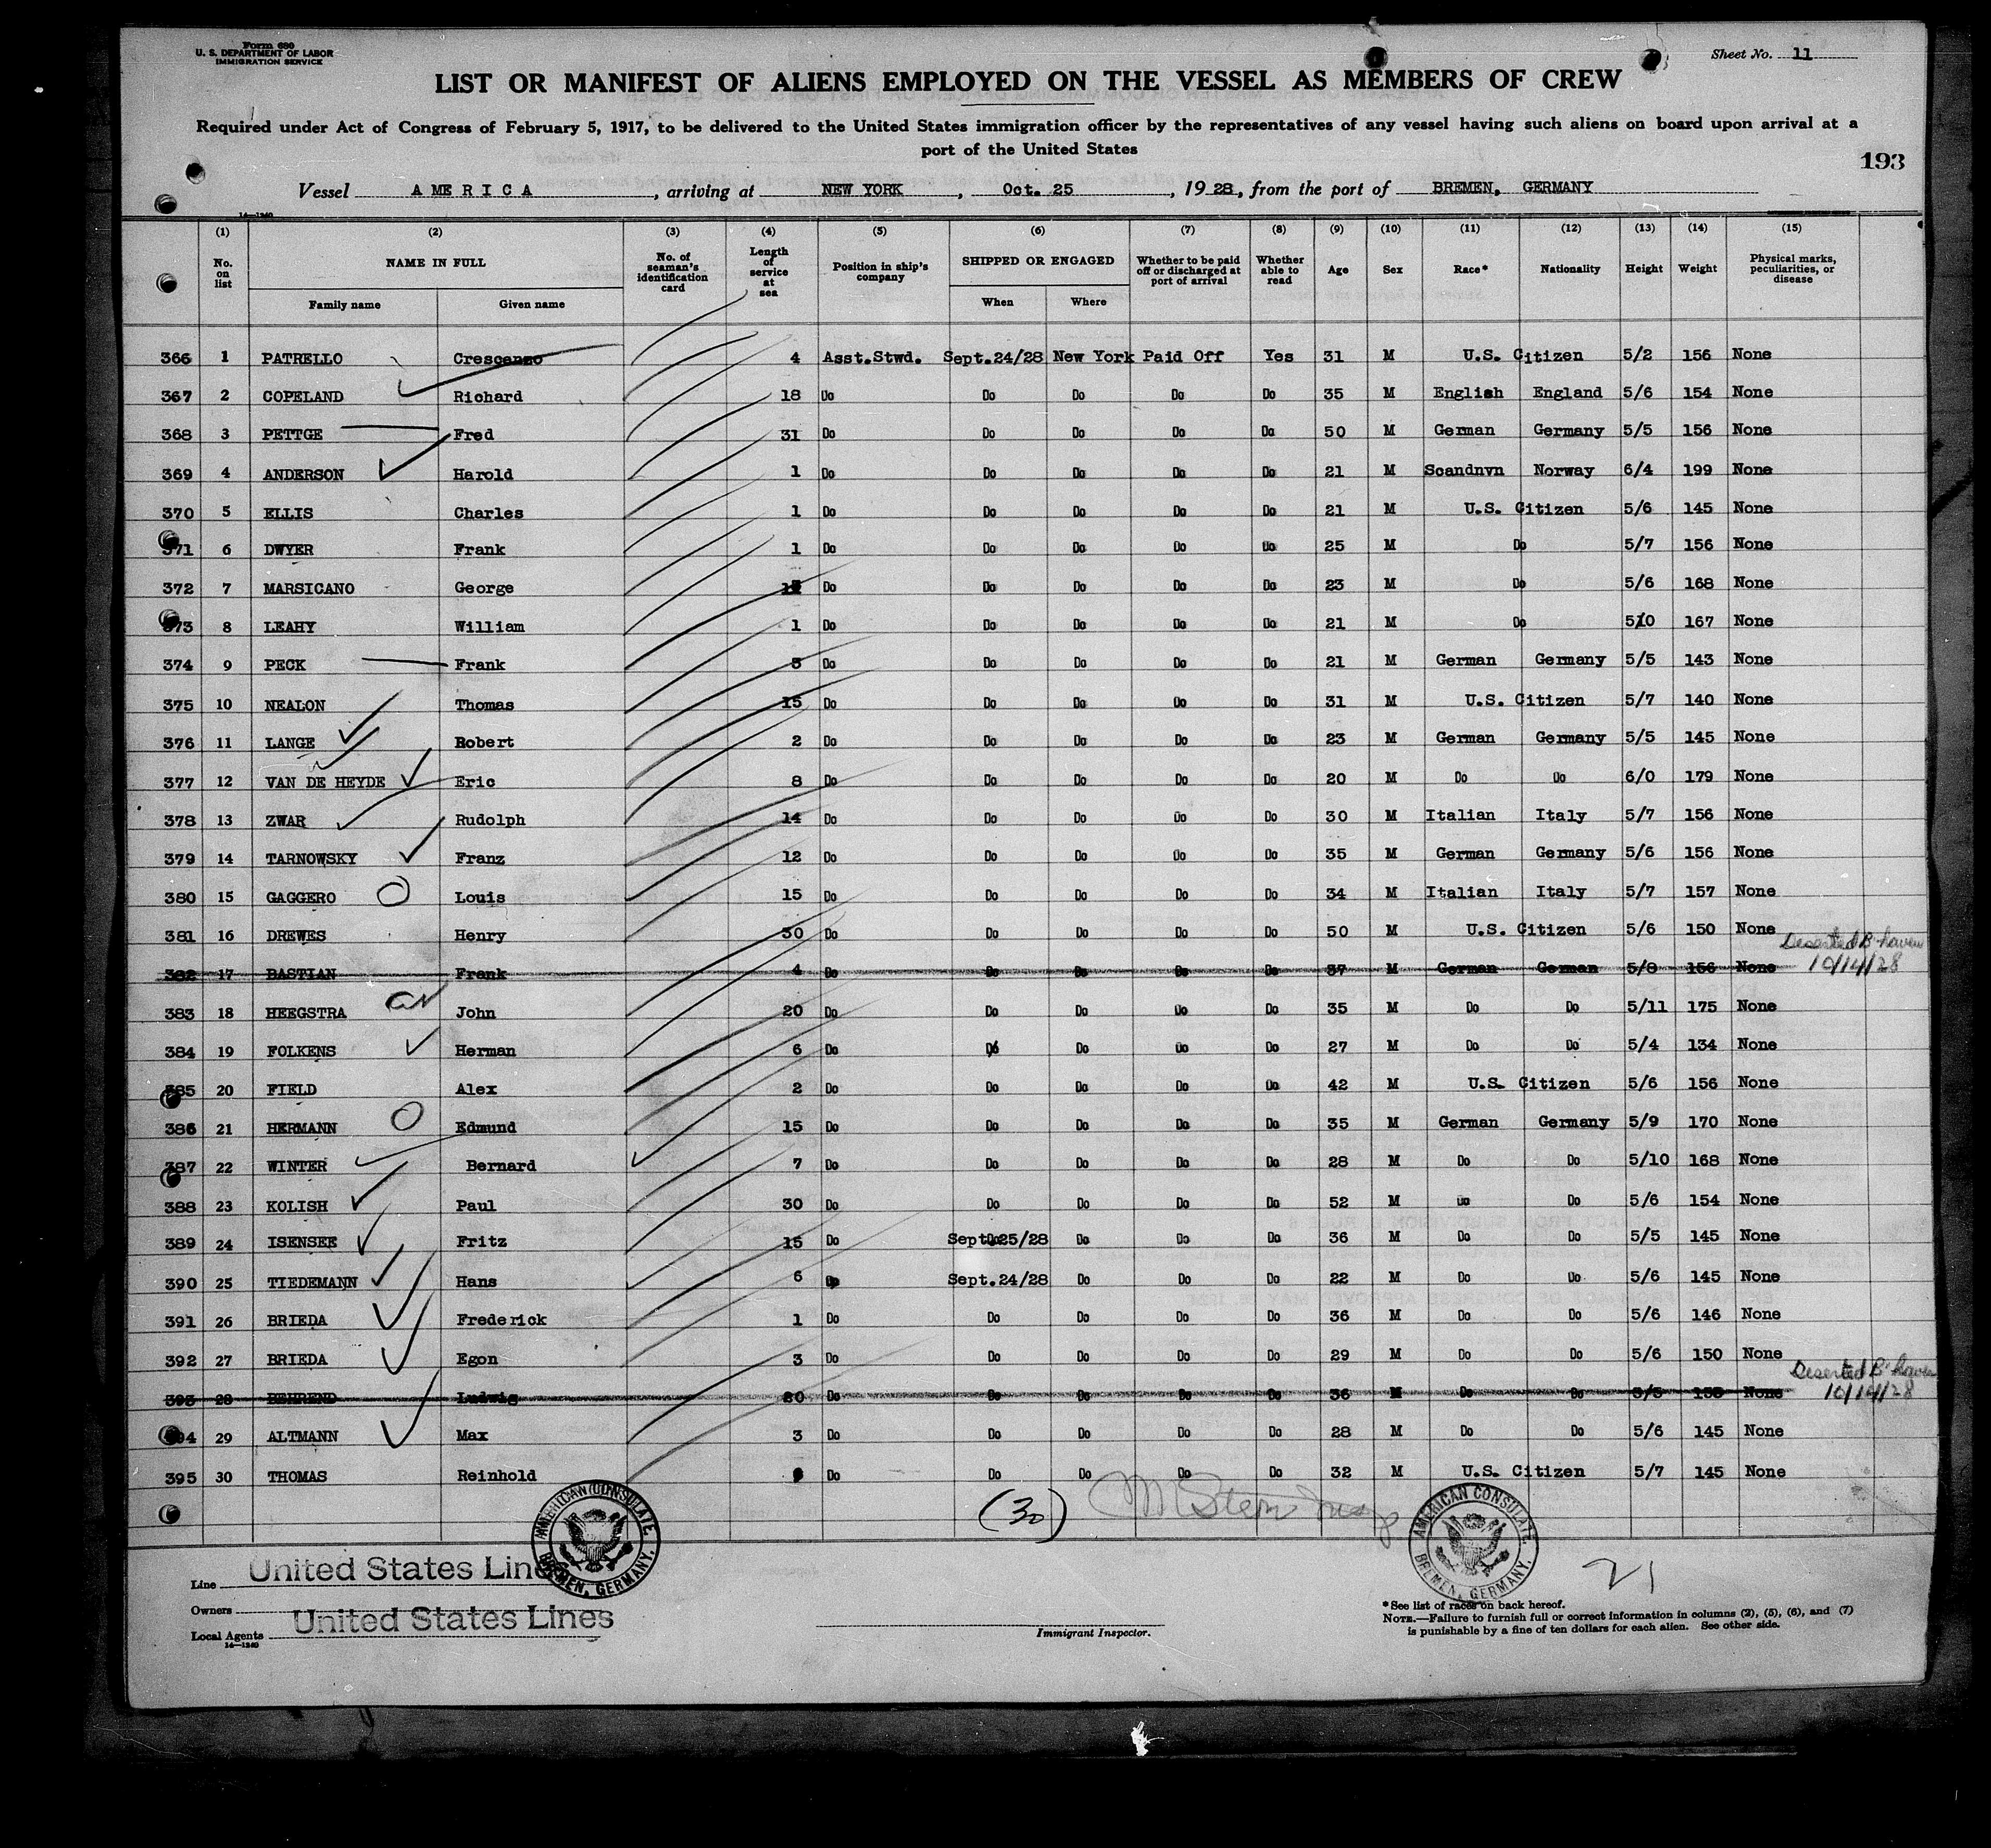 Form 680
U. S. DEPARTMENT OF LABOR
IMMIGRATION SERVICE
Sheet No. 11
LIST OR MANIFEST OF ALIENS EMPLOYED ON THE VESSEL AS MEMBERS OF CREW
Required under Act of Congress of February 5, 1917, to be delivered to the United States immigration officer by the representatives of any vessel having such aliens on board upon arrival at a
port of the United States
193
Vessel AMERICA, arriving at NEW YORK, Oct. 25, 1928, from the port of BREMEN, GERMANY
14—1240
(1) (2) (3) (4) (5) (6) (7) (8) (9) (10) (11) (12) (13) (14) (15)
No. on list NAME IN FULL Family name Given name No. of seaman's identification card Length of service at sea Position in ship's company SHIPPED OR ENGAGED When Where Whether to be paid off or discharged at port of arrival Whether able to read Age Sex Race* Nationality Height Weight Physical marks, peculiarities, or disease
366 1 PATRELLO Crescenzo 4 Asst.Stwd. Sept.24/28 New York Paid Off Yes 31 M U.S. Citizen 5/2 156 None
367 2 COPELAND Richard 18 Do Do Do Do Do 35 M English England 5/6 154 None
368 3 PETTGE Fred 31 Do Do Do Do Do 50 M German Germany 5/5 156 None
369 4 ANDERSON Harold 1 Do Do Do Do Do 21 M Scandnvn Norway 6/4 199 None
370 5 ELLIS Charles 1 Do Do Do Do Do 21 M U.S. Citizen 5/6 145 None
371 6 DWYER Frank 1 Do Do Do Do Do 25 M Do 5/7 156 None
372 7 MARSICANO George Do Do Do Do Do 23 M Do 5/6 168 None
373 8 LEAHY William 1 Do Do Do Do Do 21 M Do 5/10 167 None
374 9 PECK Frank 5 Do Do Do Do Do 21 M German Germany 5/5 143 None
375 10 NEALON Thomas 15 Do Do Do Do Do 31 M U.S. Citizen 5/7 140 None
376 11 LANGE Robert 2 Do Do Do Do Do 23 M German Germany 5/5 145 None
377 12 VAN DE HEYDE Eric 8 Do Do Do Do Do 20 M Do Do 6/0 179 None
378 13 ZWAR Rudolph 14 Do Do Do Do Do 30 M Italian Italy 5/7 156 None
379 14 TARNOWSKY Franz 12 Do Do Do Do Do 35 M German Germany 5/6 156 None
380 15 GAGGERO Louis 15 Do Do Do Do Do 34 M Italian Italy 5/7 157 None
381 16 DREWES Henry 30 Do Do Do Do Do 50 M U.S. Citizen 5/6 150 None
382 17 BASTIAN Frank 4 Do Do Do Do Do 37 M German German 5/8 156 None Deserted B'haven 10/14/28
383 18 HEEGSTRA John 20 Do Do Do Do Do 35 M Do Do 5/11 175 None
384 19 FOLKENS Herman 6 Do Do Do Do Do 27 M Do Do 5/4 134 None
385 20 FIELD Alex 2 Do Do Do Do Do 42 M U.S. Citizen 5/6 156 None
386 21 HERMANN Edmund 15 Do Do Do Do Do 35 M German Germany 5/9 170 None
387 22 WINTER Bernard 7 Do Do Do Do Do 28 M Do Do 5/10 168 None
388 23 KOLISH Paul 30 Do Do Do Do Do 52 M Do Do 5/6 154 None
389 24 ISENSEE Fritz 15 Do Sept.25/28 Do Do Do 36 M Do Do 5/5 145 None
390 25 TIEDEMANN Hans 6 Do Sept.24/28 Do Do Do 22 M Do Do 5/6 145 None
391 26 BRIEDA Frederick 1 Do Do Do Do Do 36 M Do Do 5/6 146 None
392 27 BRIEDA Egon 3 Do Do Do Do Do 29 M Do Do 5/6 150 None
393 28 BEHREND Ludwig 20 Do Do Do Do Do 36 M Do Do 5/5 None Deserted B'haven 10/14/28
394 29 ALTMANN Max 3 Do Do Do Do Do 28 M Do Do 5/6 145 None
395 30 THOMAS Reinhold Do Do Do Do Do 32 M U.S. Citizen 5/7 145 None
(30)
AMERICAN CONSULATE, BREMEN, GERMANY.
AMERICAN CONSULATE, BREMEN, GERMANY.
21
Line United States Lines
Owners
Local Agents United States Lines
14—1240
Immigrant Inspector.
*See list of races on back hereof.
NOTE.—Failure to furnish full or correct information in columns (2), (5), (6), and (7)
is punishable by a fine of ten dollars for each alien. See other side.